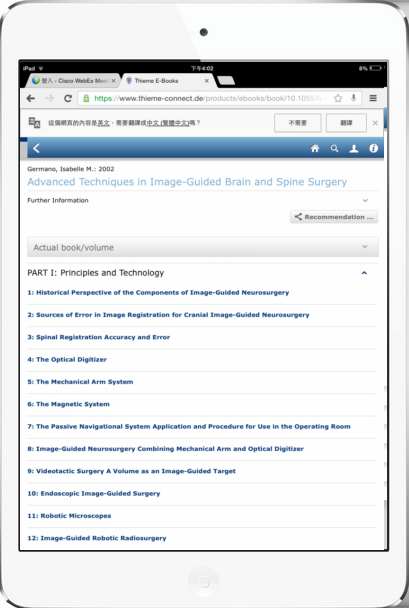 iPad
下午4:02
8%
登入 - Cisco WebEx Meet
Thieme E-Books
https://www.thieme-connect.de/products/ebooks/book/10.1055/
這個網頁的內容是英文,需要翻譯成中文(繁體中文)嗎?
不需要
翻譯
Germano, Isabelle M.: 2002
Advanced Techniques in Image-Guided Brain and Spine Surgery
Further Information
Recommendation ...
Actual book/volume
PART I: Principles and Technology
1: Historical Perspective of the Components of Image-Guided Neurosurgery
2: Sources of Error in Image Registration for Cranial Image-Guided Neurosurgery
3: Spinal Registration Accuracy and Error
4: The Optical Digitizer
5: The Mechanical Arm System
6: The Magnetic System
7: The Passive Navigational System Application and Procedure for Use in the Operating Room
8: Image-Guided Neurosurgery Combining Mechanical Arm and Optical Digitizer
9: Videotactic Surgery A Volume as an Image-Guided Target
10: Endoscopic Image-Guided Surgery
11: Robotic Microscopes
12: Image-Guided Robotic Radiosurgery